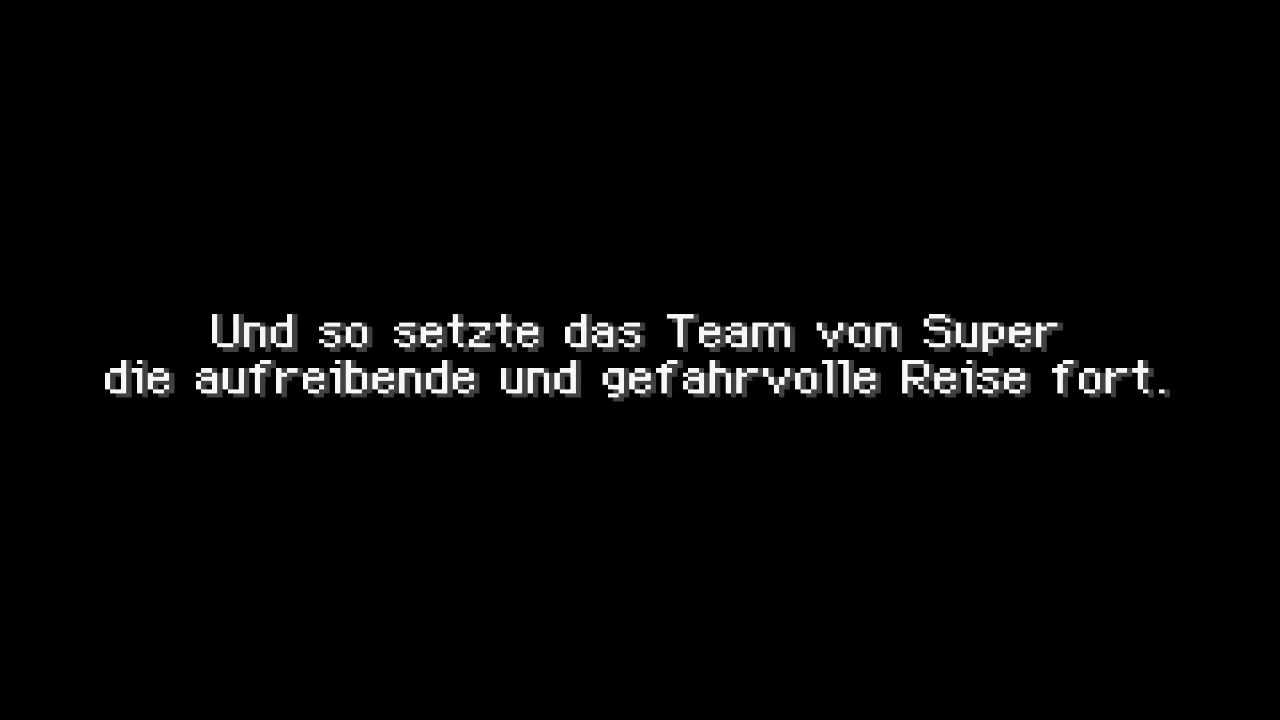 Und so setzte das Team von Super
die aufreibende und gefahrvolle Reise fort.